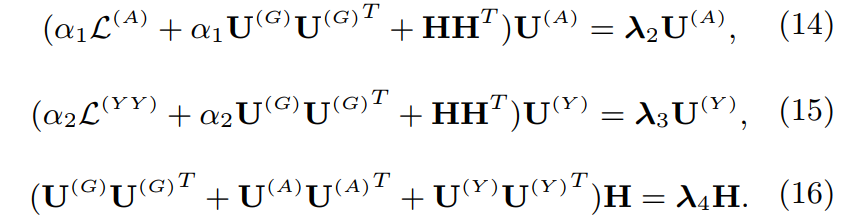 (α₁𝓛^(A) + α₁U^(G)U^(G)^T + HH^T)U^(A) = λ₂U^(A), (14)
(α₂𝓛^(YY) + α₂U^(G)U^(G)^T + HH^T)U^(Y) = λ₃U^(Y), (15)
(U^(G)U^(G)^T + U^(A)U^(A)^T + U^(Y)U^(Y)^T)H = λ₄H. (16)